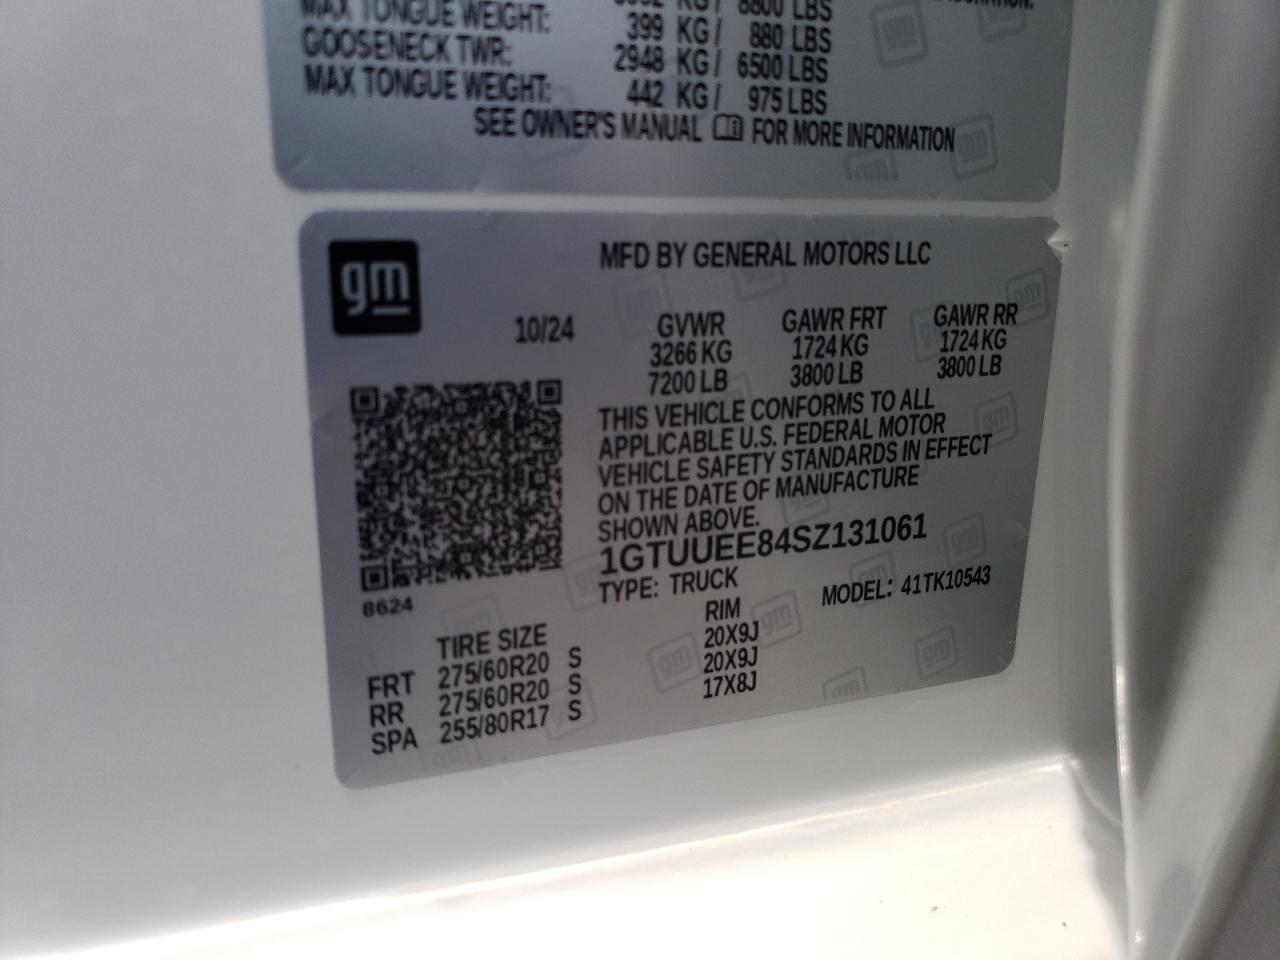 MAX TONGUE WEIGHT: 399 KG / 880 LBS
GOOSENECK TWR: 2948 KG / 6500 LBS
MAX TONGUE WEIGHT: 442 KG / 975 LBS
SEE OWNER'S MANUAL FOR MORE INFORMATION
gm
MFD BY GENERAL MOTORS LLC
10/24 GVWR GAWR FRT GAWR RR
3266 KG 1724 KG 1724 KG
7200 LB 3800 LB 3800 LB
THIS VEHICLE CONFORMS TO ALL
APPLICABLE U.S. FEDERAL MOTOR
VEHICLE SAFETY STANDARDS IN EFFECT
ON THE DATE OF MANUFACTURE
SHOWN ABOVE.
1GTUUEE84SZ131061
TYPE: TRUCK MODEL: 41TK10543
8624
TIRE SIZE RIM
FRT 275/60R20 S 20X9J
RR 275/60R20 S 20X9J
SPA 255/80R17 S 17X8J